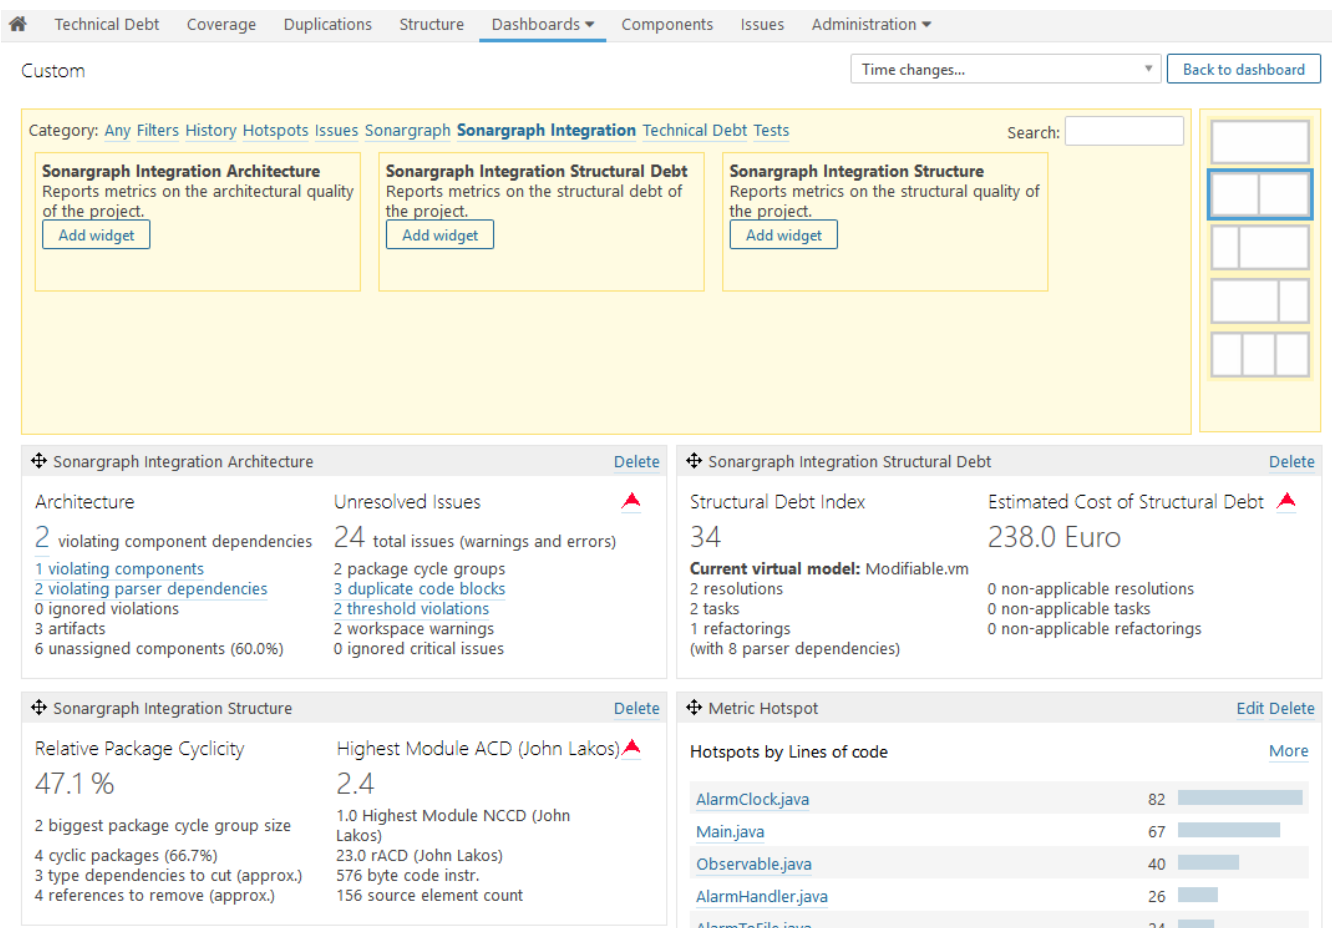 Technical Debt Coverage Duplications Structure Dashboards Components Issues Administration
Custom
Time changes...
Back to dashboard
Category: Any Filters History Hotspots Issues Sonargraph Sonargraph Integration Technical Debt Tests
Search:
Sonargraph Integration Architecture
Reports metrics on the architectural quality
of the project.
Add widget
Sonargraph Integration Structural Debt
Reports metrics on the structural debt of
the project.
Add widget
Sonargraph Integration Structure
Reports metrics on the structural quality of
the project.
Add widget
Sonargraph Integration Architecture
Delete
Architecture
2 violating component dependencies
1 violating components
2 violating parser dependencies
0 ignored violations
3 artifacts
6 unassigned components (60.0%)
Unresolved Issues
24 total issues (warnings and errors)
2 package cycle groups
3 duplicate code blocks
2 threshold violations
2 workspace warnings
0 ignored critical issues
Sonargraph Integration Structural Debt
Delete
Structural Debt Index
34
Current virtual model: Modifiable.vm
2 resolutions
2 tasks
1 refactorings
(with 8 parser dependencies)
Estimated Cost of Structural Debt
238.0 Euro
0 non-applicable resolutions
0 non-applicable tasks
0 non-applicable refactorings
Sonargraph Integration Structure
Delete
Relative Package Cyclicity
47.1 %
2 biggest package cycle group size
4 cyclic packages (66.7%)
3 type dependencies to cut (approx.)
4 references to remove (approx.)
Highest Module ACD (John Lakos)
2.4
1.0 Highest Module NCCD (John
Lakos)
23.0 rACD (John Lakos)
576 byte code instr.
156 source element count
Metric Hotspot
Edit Delete
Hotspots by Lines of code
More
AlarmClock.java 82
Main.java 67
Observable.java 40
AlarmHandler.java 26
AlarmToFile.java 24